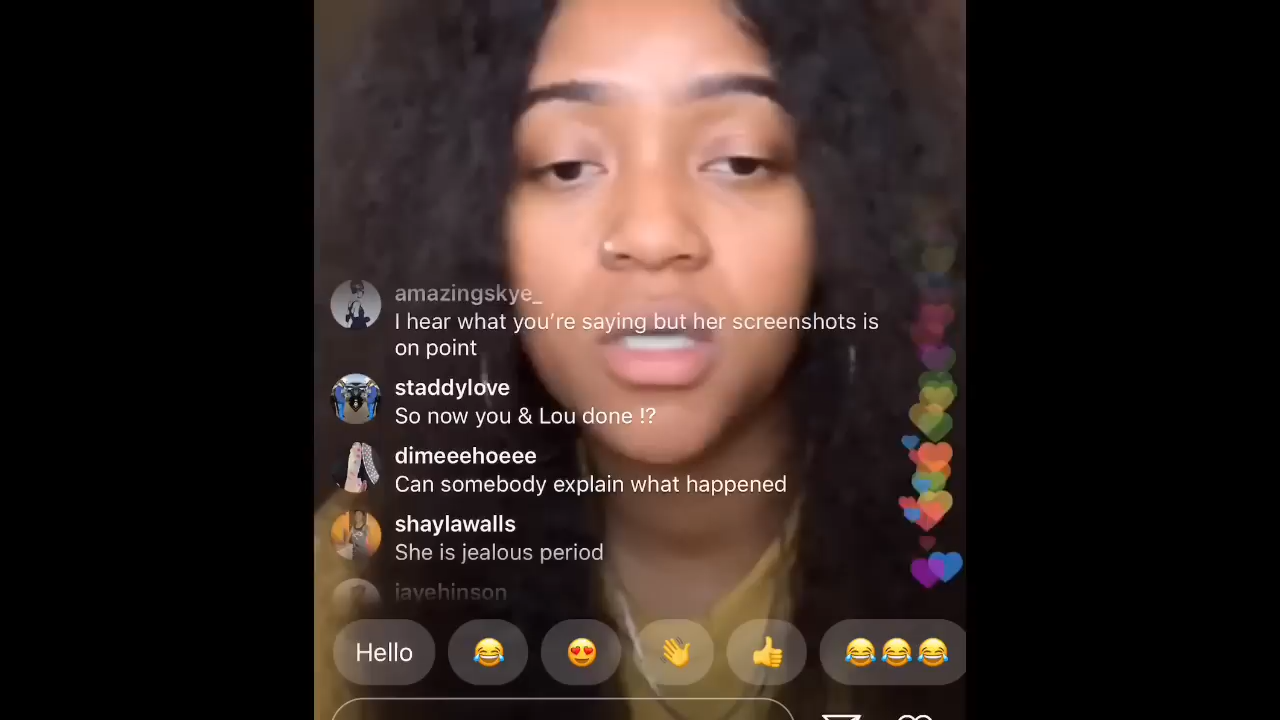 amazingskye_
I hear what you’re saying but her screenshots is
on point
staddylove
So now you & Lou done !?
dimeeehoeee
Can somebody explain what happened
shaylawalls
She is jealous period
jayehinson
Hello